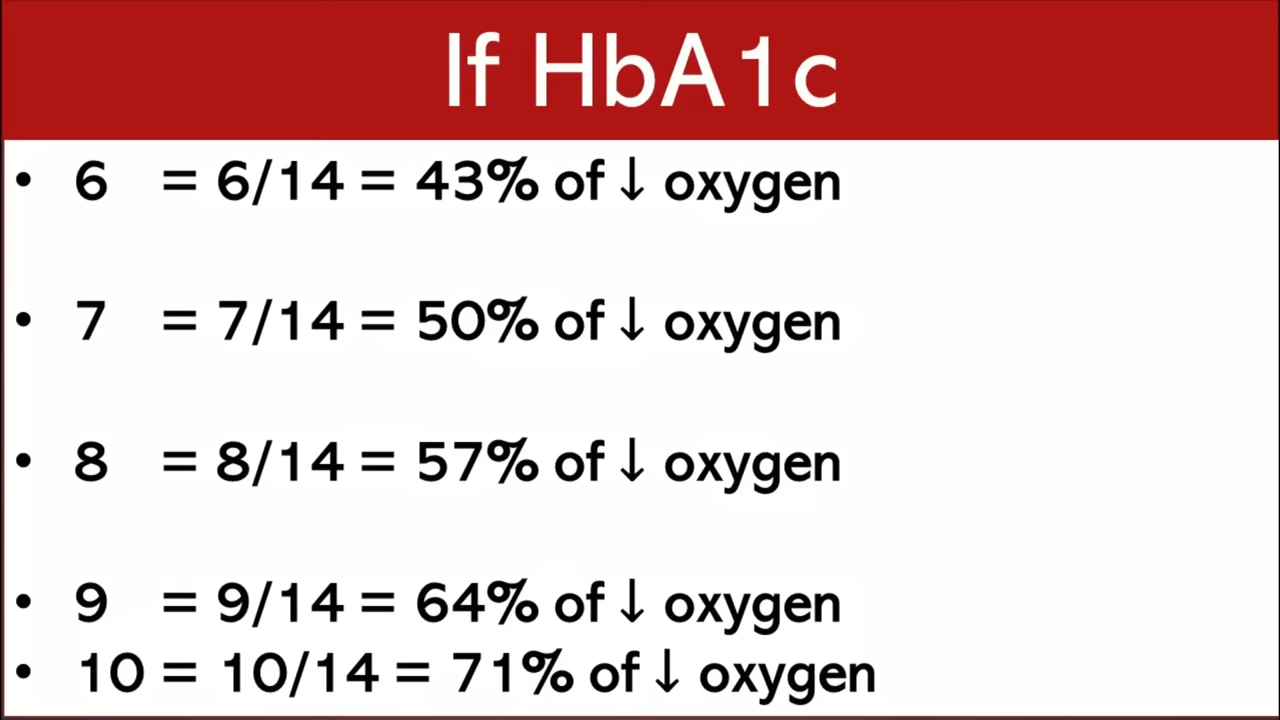 If HbA1c
• 6 = 6/14 = 43% of ↓ oxygen
• 7 = 7/14 = 50% of ↓ oxygen
• 8 = 8/14 = 57% of ↓ oxygen
• 9 = 9/14 = 64% of ↓ oxygen
• 10 = 10/14 = 71% of ↓ oxygen